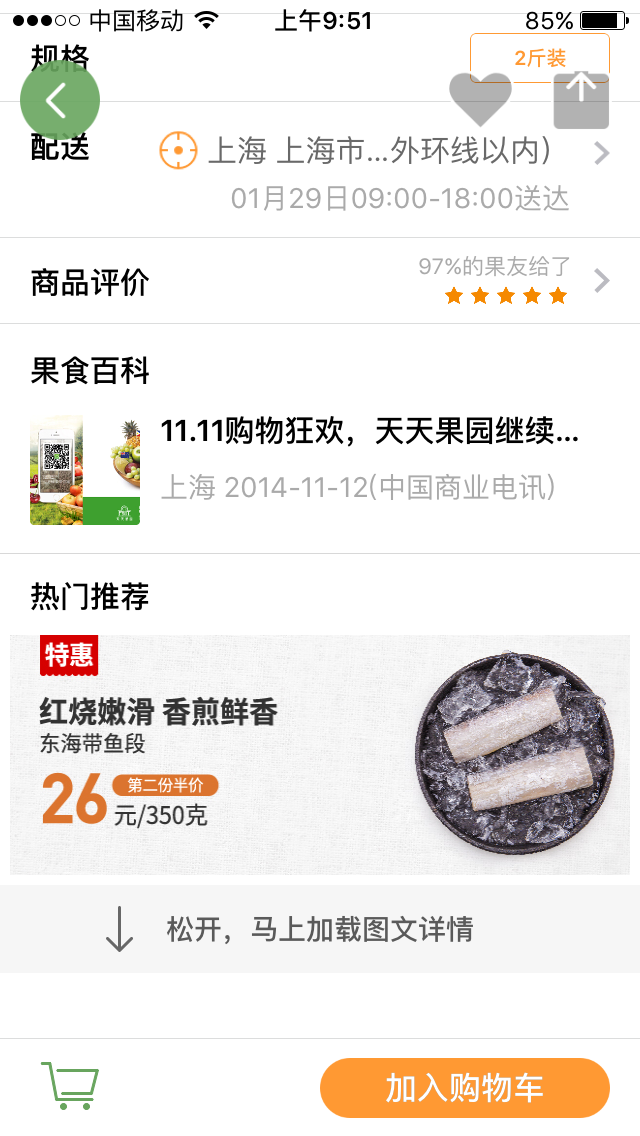 中国移动 上午9:51 85%
规格 2斤装
配送 上海 上海市...外环线以内）
01月29日09:00-18:00送达
商品评价 97%的果友给了
果食百科
11.11购物狂欢，天天果园继续...
上海 2014-11-12(中国商业电讯)
热门推荐
特惠
红烧嫩滑 香煎鲜香
东海带鱼段
26 第二份半价
元/350克
松开，马上加载图文详情
加入购物车